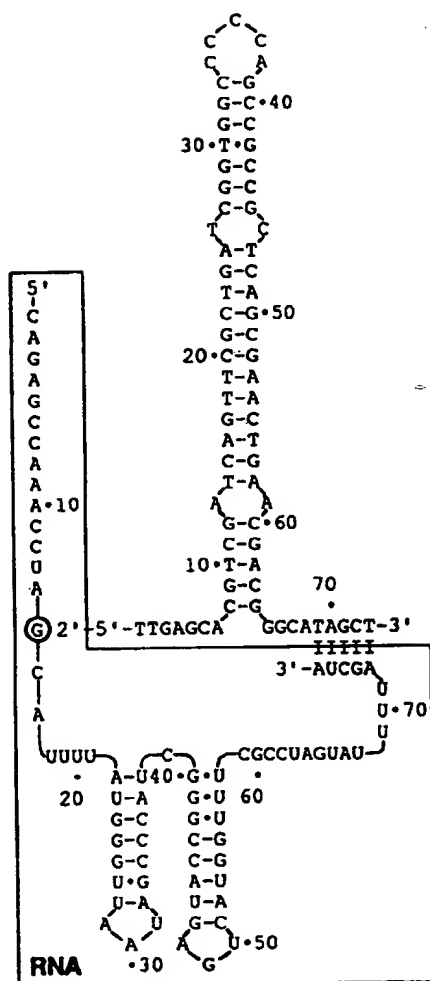 C
C C
C A
C-G
G-C•40
G-C
30•T•G
G-C
G-C
C-G
T C
A-T
G-C
5' T-A
C C-G•50
A G-C
G 20•C-G
A T-A
G T-A
C G-C
C A-T
A C-G
A T-A
A•10 A A
C G-C•60
C C-G
U 10•T-A
A G-C 70
G 2'-5'-TTGAGCA C-G GGCATAGCT-3'
C 3'-AUCGA
A U
U
U•70
UUUU A-U C 40•G•U CGCCUAGUAU
20 U-A G•U 60
G-C G•U
G-C C-G
G-C C-G
U•G A-U
U A U-A
A U G C
A A U•50
•30 G
RNA